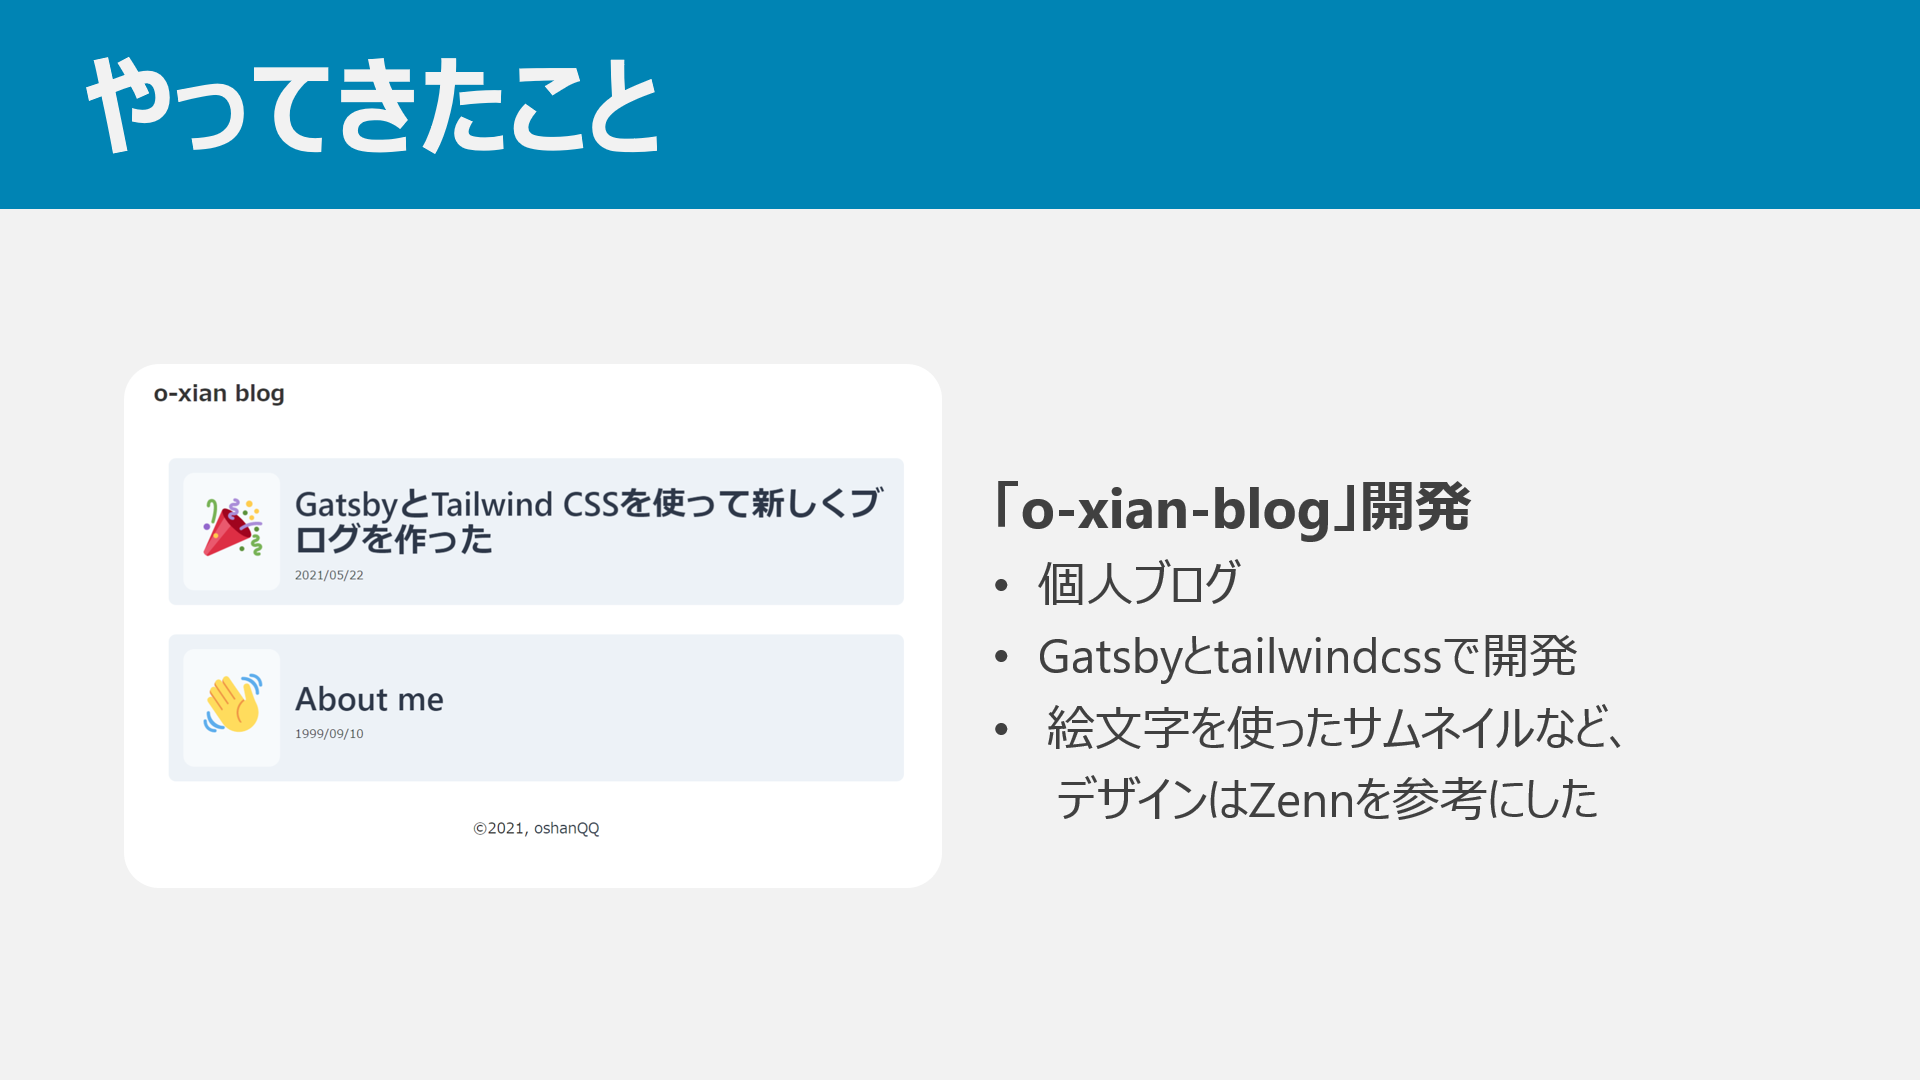 やってきたこと
o-xian blog
GatsbyとTailwind CSSを使って新しくブ
ログを作った
2021/05/22
About me
1999/09/10
©2021, oshanQQ
「o-xian-blog」開発
• 個人ブログ
• Gatsbyとtailwindcssで開発
• 絵文字を使ったサムネイルなど、
デザインはZennを参考にした